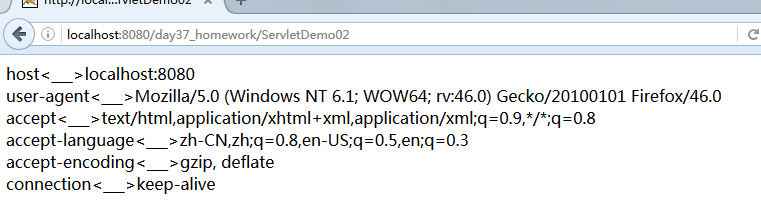 http://local...rvletDemo02
localhost:8080/day37_homework/ServletDemo02
host<___>localhost:8080
user-agent<___>Mozilla/5.0 (Windows NT 6.1; WOW64; rv:46.0) Gecko/20100101 Firefox/46.0
accept<___>text/html,application/xhtml+xml,application/xml;q=0.9,*/*;q=0.8
accept-language<___>zh-CN,zh;q=0.8,en-US;q=0.5,en;q=0.3
accept-encoding<___>gzip, deflate
connection<___>keep-alive